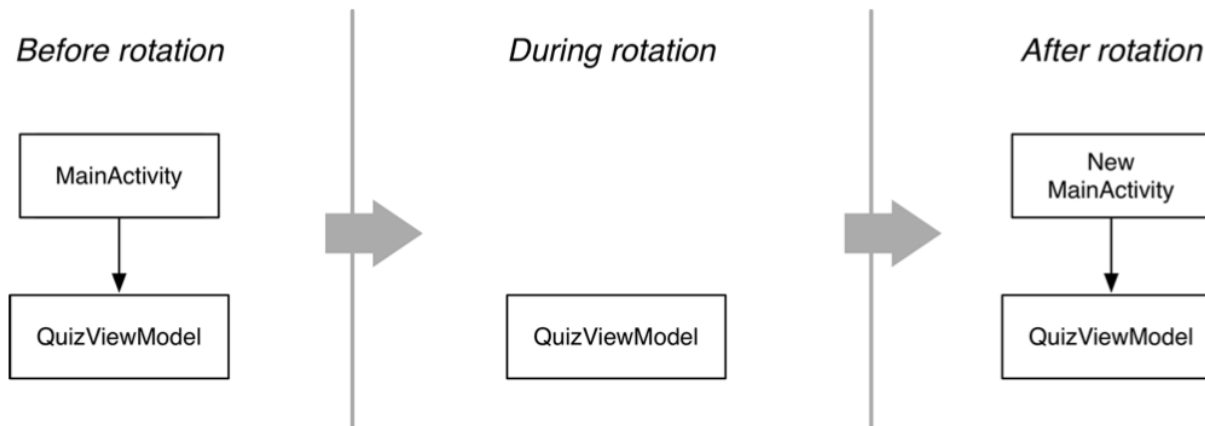 Before rotation
During rotation
After rotation
MainActivity
New
MainActivity
QuizViewModel
QuizViewModel
QuizViewModel